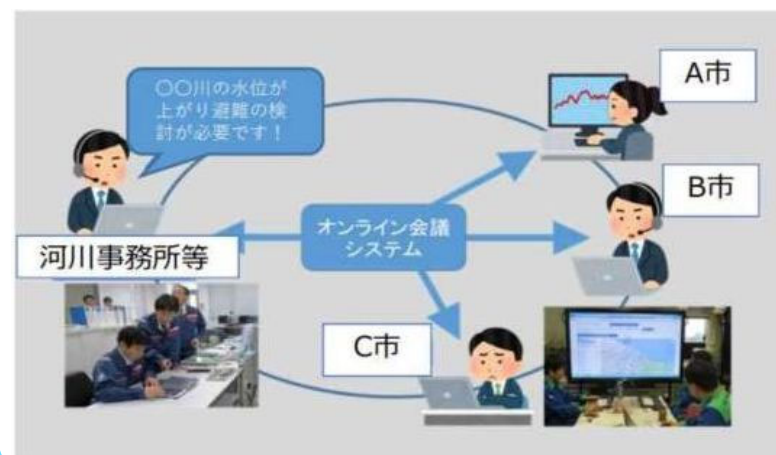 〇〇川の水位が
上がり避難の検
討が必要です！
A市
B市
オンライン会議
システム
河川事務所等
C市